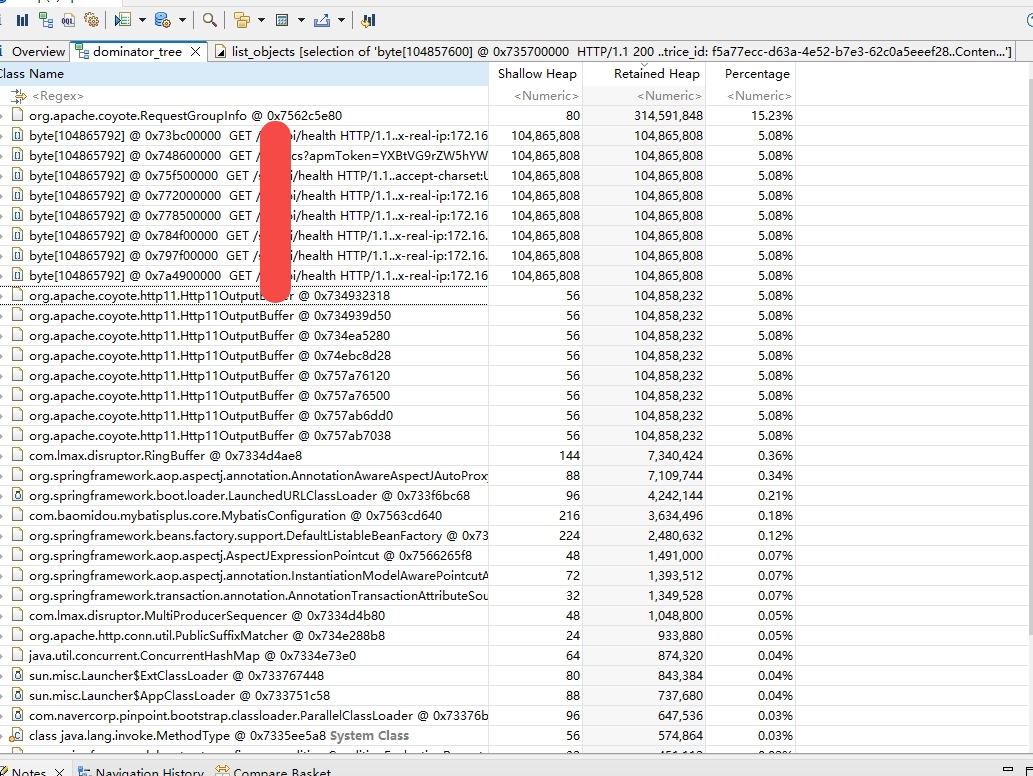 Overview dominator_tree list_objects [selection of 'byte[104857600] @ 0x735700000 HTTP/1.1 200 ..trice_id: f5a77ecc-d63a-4e52-b7e3-62c0a5eeef28..Conten...']
Class Name Shallow Heap Retained Heap Percentage
<Regex> <Numeric> <Numeric> <Numeric>
org.apache.coyote.RequestGroupInfo @ 0x7562c5e80 80 314,591,848 15.23%
byte[104865792] @ 0x73bc00000 GET / i/health HTTP/1.1..x-real-ip:172.16 104,865,808 104,865,808 5.08%
byte[104865792] @ 0x748600000 GET / cs?apmToken=YXBtVG9rZW5hYW 104,865,808 104,865,808 5.08%
byte[104865792] @ 0x75f500000 GET / i/health HTTP/1.1..accept-charset:U 104,865,808 104,865,808 5.08%
byte[104865792] @ 0x772000000 GET / i/health HTTP/1.1..x-real-ip:172.16 104,865,808 104,865,808 5.08%
byte[104865792] @ 0x778500000 GET / i/health HTTP/1.1..x-real-ip:172.16 104,865,808 104,865,808 5.08%
byte[104865792] @ 0x784f00000 GET / i/health HTTP/1.1..x-real-ip:172.16. 104,865,808 104,865,808 5.08%
byte[104865792] @ 0x797f00000 GET / i/health HTTP/1.1..x-real-ip:172.16. 104,865,808 104,865,808 5.08%
byte[104865792] @ 0x7a4900000 GET / i/health HTTP/1.1..x-real-ip:172.16 104,865,808 104,865,808 5.08%
org.apache.coyote.http11.Http11OutputBuffer @ 0x734932318 56 104,858,232 5.08%
org.apache.coyote.http11.Http11OutputBuffer @ 0x734939d50 56 104,858,232 5.08%
org.apache.coyote.http11.Http11OutputBuffer @ 0x734ea5280 56 104,858,232 5.08%
org.apache.coyote.http11.Http11OutputBuffer @ 0x74ebc8d28 56 104,858,232 5.08%
org.apache.coyote.http11.Http11OutputBuffer @ 0x757a76120 56 104,858,232 5.08%
org.apache.coyote.http11.Http11OutputBuffer @ 0x757a76500 56 104,858,232 5.08%
org.apache.coyote.http11.Http11OutputBuffer @ 0x757ab6dd0 56 104,858,232 5.08%
org.apache.coyote.http11.Http11OutputBuffer @ 0x757ab7038 56 104,858,232 5.08%
com.lmax.disruptor.RingBuffer @ 0x7334d4ae8 144 7,340,424 0.36%
org.springframework.aop.aspectj.annotation.AnnotationAwareAspectJAutoProxy 88 7,109,744 0.34%
org.springframework.boot.loader.LaunchedURLClassLoader @ 0x733f6bc68 96 4,242,144 0.21%
com.baomidou.mybatisplus.core.MybatisConfiguration @ 0x7563cd640 216 3,634,496 0.18%
org.springframework.beans.factory.support.DefaultListableBeanFactory @ 0x73 224 2,480,632 0.12%
org.springframework.aop.aspectj.AspectJExpressionPointcut @ 0x7566265f8 48 1,491,000 0.07%
org.springframework.aop.aspectj.annotation.InstantiationModelAwarePointcutA 72 1,393,512 0.07%
org.springframework.transaction.annotation.AnnotationTransactionAttributeSou 32 1,349,528 0.07%
com.lmax.disruptor.MultiProducerSequencer @ 0x7334d4b80 48 1,048,800 0.05%
org.apache.http.conn.util.PublicSuffixMatcher @ 0x734e288b8 24 933,880 0.05%
java.util.concurrent.ConcurrentHashMap @ 0x7334e73e0 64 874,320 0.04%
sun.misc.Launcher$ExtClassLoader @ 0x733767448 80 843,384 0.04%
sun.misc.Launcher$AppClassLoader @ 0x733751c58 88 737,680 0.04%
com.navercorp.pinpoint.bootstrap.classloader.ParallelClassLoader @ 0x73376b 96 647,536 0.03%
class java.lang.invoke.MethodType @ 0x7335ee5a8 System Class 56 574,864 0.03%
Notes Navigation History Compare Basket